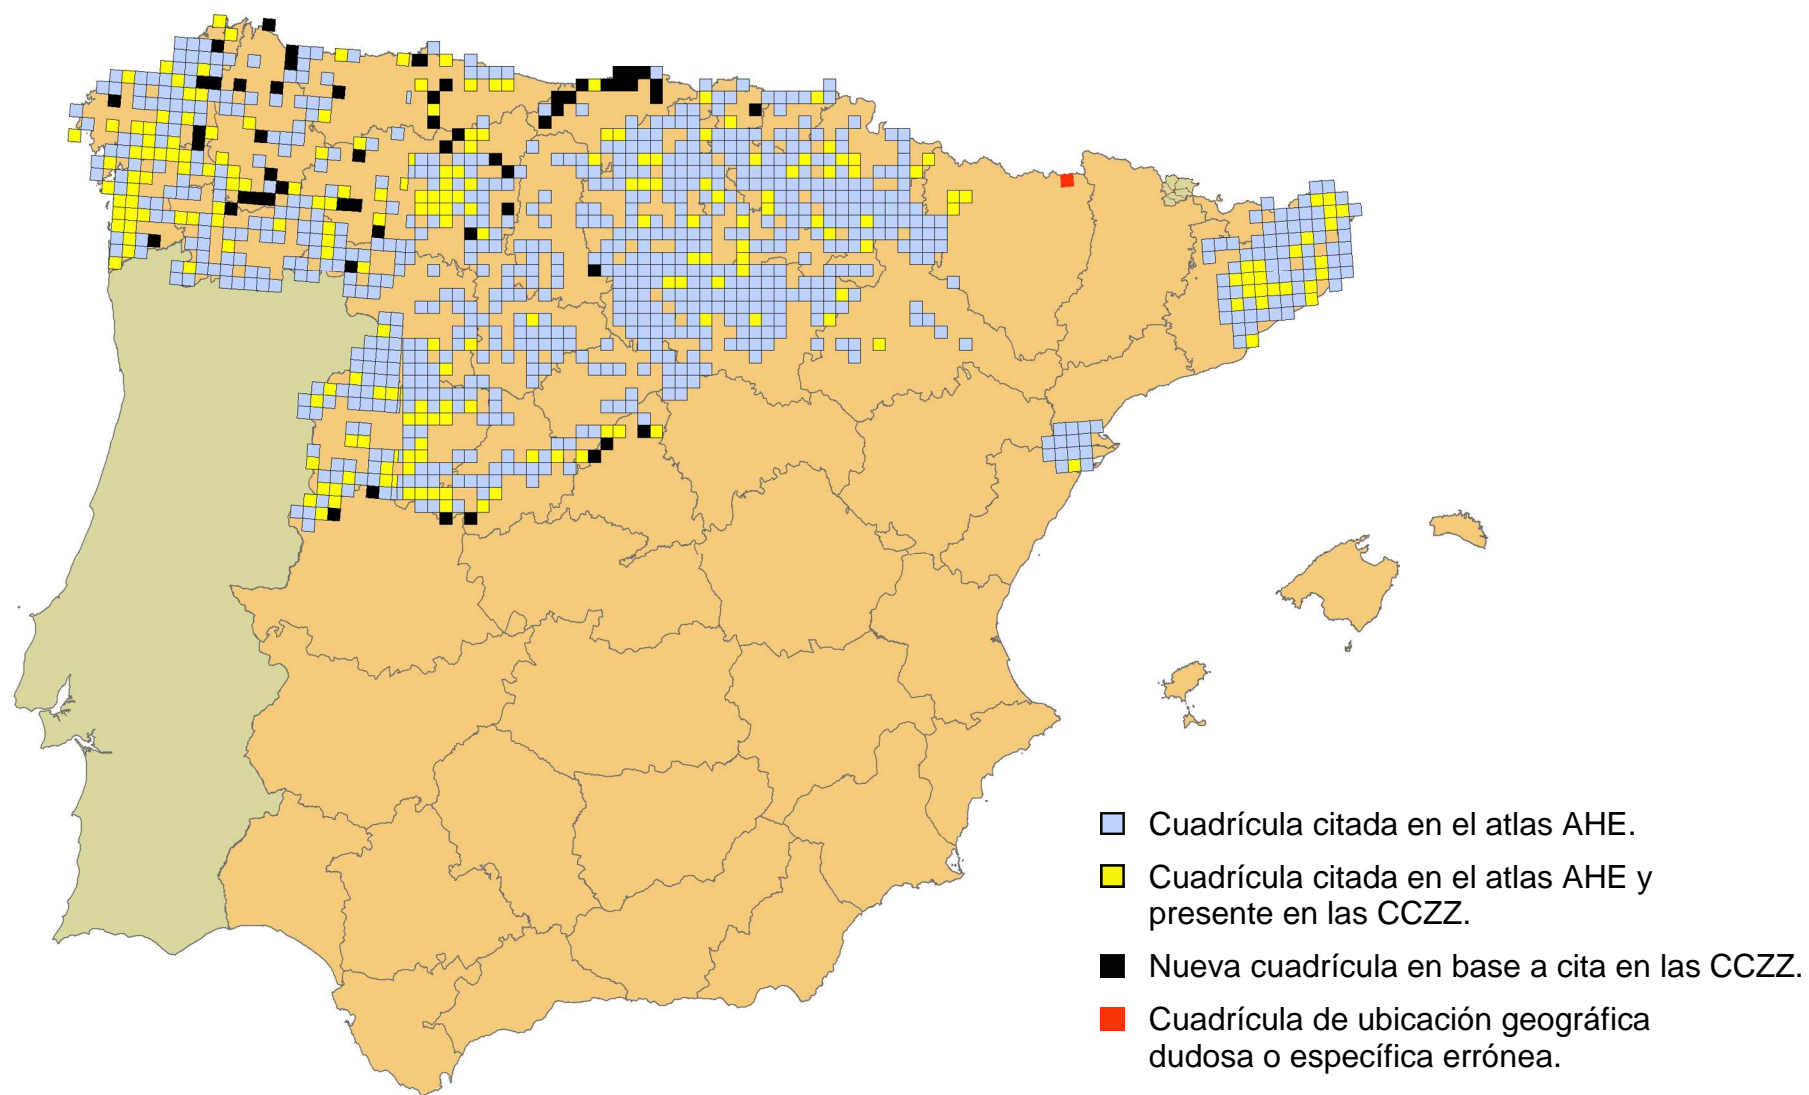 Cuadrícula citada en el atlas AHE.
Cuadrícula citada en el atlas AHE y
presente en las CCZZ.
Nueva cuadrícula en base a cita en las CCZZ.
Cuadrícula de ubicación geográfica
dudosa o específica errónea.